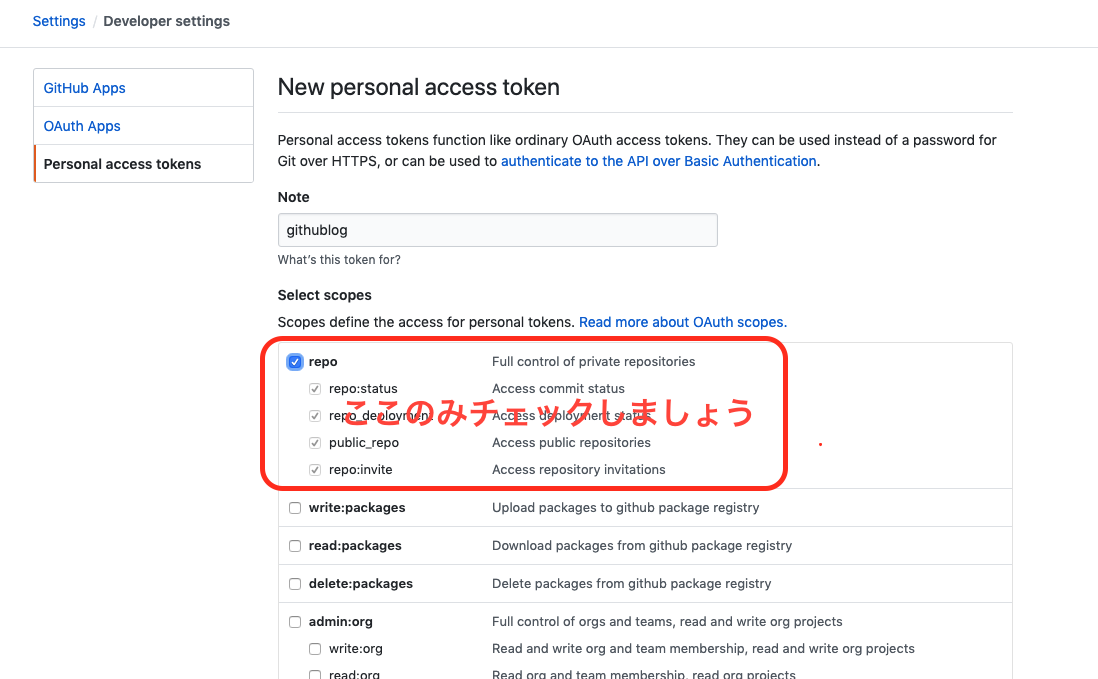 Settings / Developer settings
GitHub Apps
OAuth Apps
Personal access tokens
New personal access token
Personal access tokens function like ordinary OAuth access tokens. They can be used instead of a password for
Git over HTTPS, or can be used to authenticate to the API over Basic Authentication.
Note
githublog
What's this token for?
Select scopes
Scopes define the access for personal tokens. Read more about OAuth scopes.
repo Full control of private repositories
repo:status Access commit status
repo_deployment Access deployment status
ここのみチェックしましょう
public_repo Access public repositories
repo:invite Access repository invitations
write:packages Upload packages to github package registry
read:packages Download packages from github package registry
delete:packages Delete packages from github package registry
admin:org Full control of orgs and teams, read and write org projects
write:org Read and write org and team membership, read and write org projects
read:org Read org and team membership, read org projects